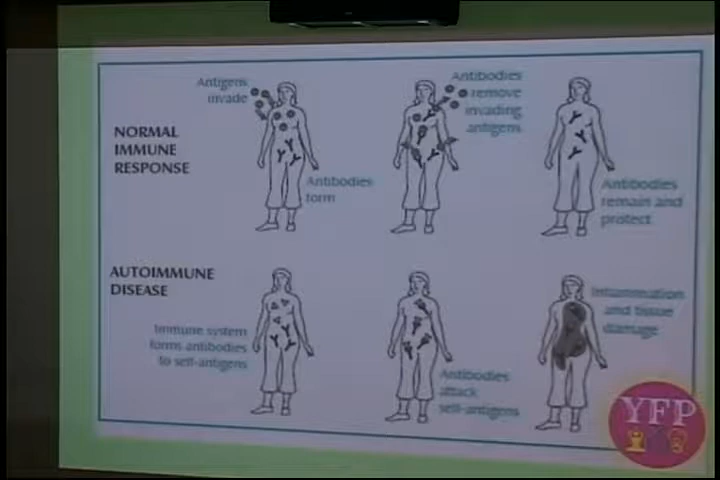 Antigens
invade
Antibodies
remove
invading
antigens
NORMAL
IMMUNE
RESPONSE
Antibodies
form
Antibodies
remain and
protect
AUTOIMMUNE
DISEASE
Immune system
forms antibodies
to self-antigens
Antibodies
attack
self-antigens
Inflammation
and tissue
damage
YFP